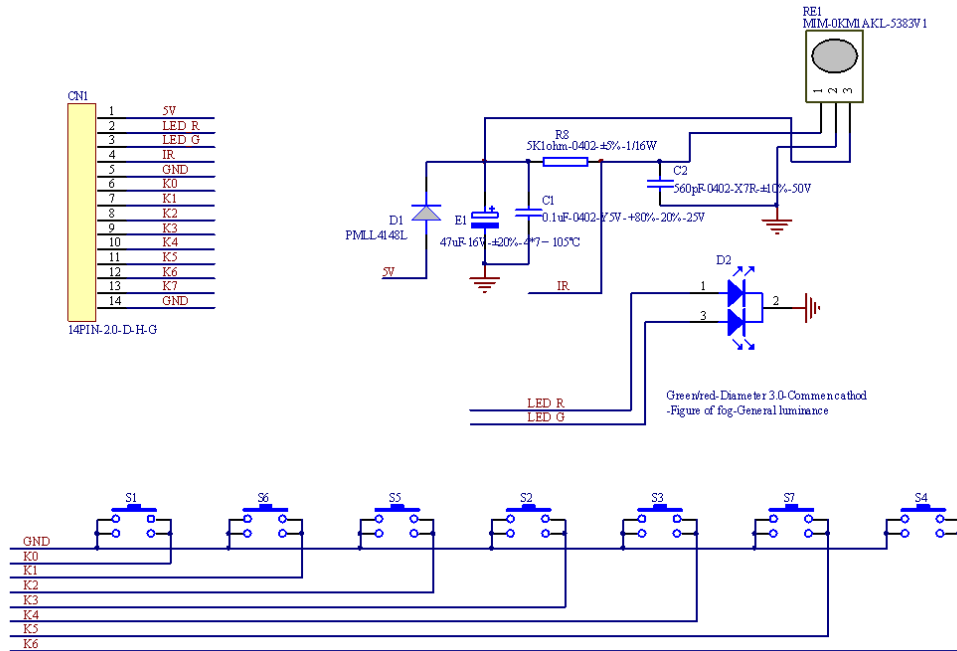 RE1
MIM-0KM1AKL-5383V1
1 2 3
CN1
1 5V
2 LED R
3 LED G
4 IR
5 GND
6 K0
7 K1
8 K2
9 K3
10 K4
11 K5
12 K6
13 K7
14 GND
14PIN-2.0-D-H-G
R8
5K1ohm-0402-±5%-1/16W
C2
560pF-0402-X7R-±10%-50V
C1
0.1uF-0402-Y5V-+80%-20%-25V
D1
PMLL4148L
E1
47uF-16V-±20%-4*7-105℃
5V
IR
D2
1
2
3
LED R
LED G
Green/red-Diameter 3.0-Commen cathod
-Figure of fog-General luminance
S1 S6 S5 S2 S3 S7 S4
GND
K0
K1
K2
K3
K4
K5
K6